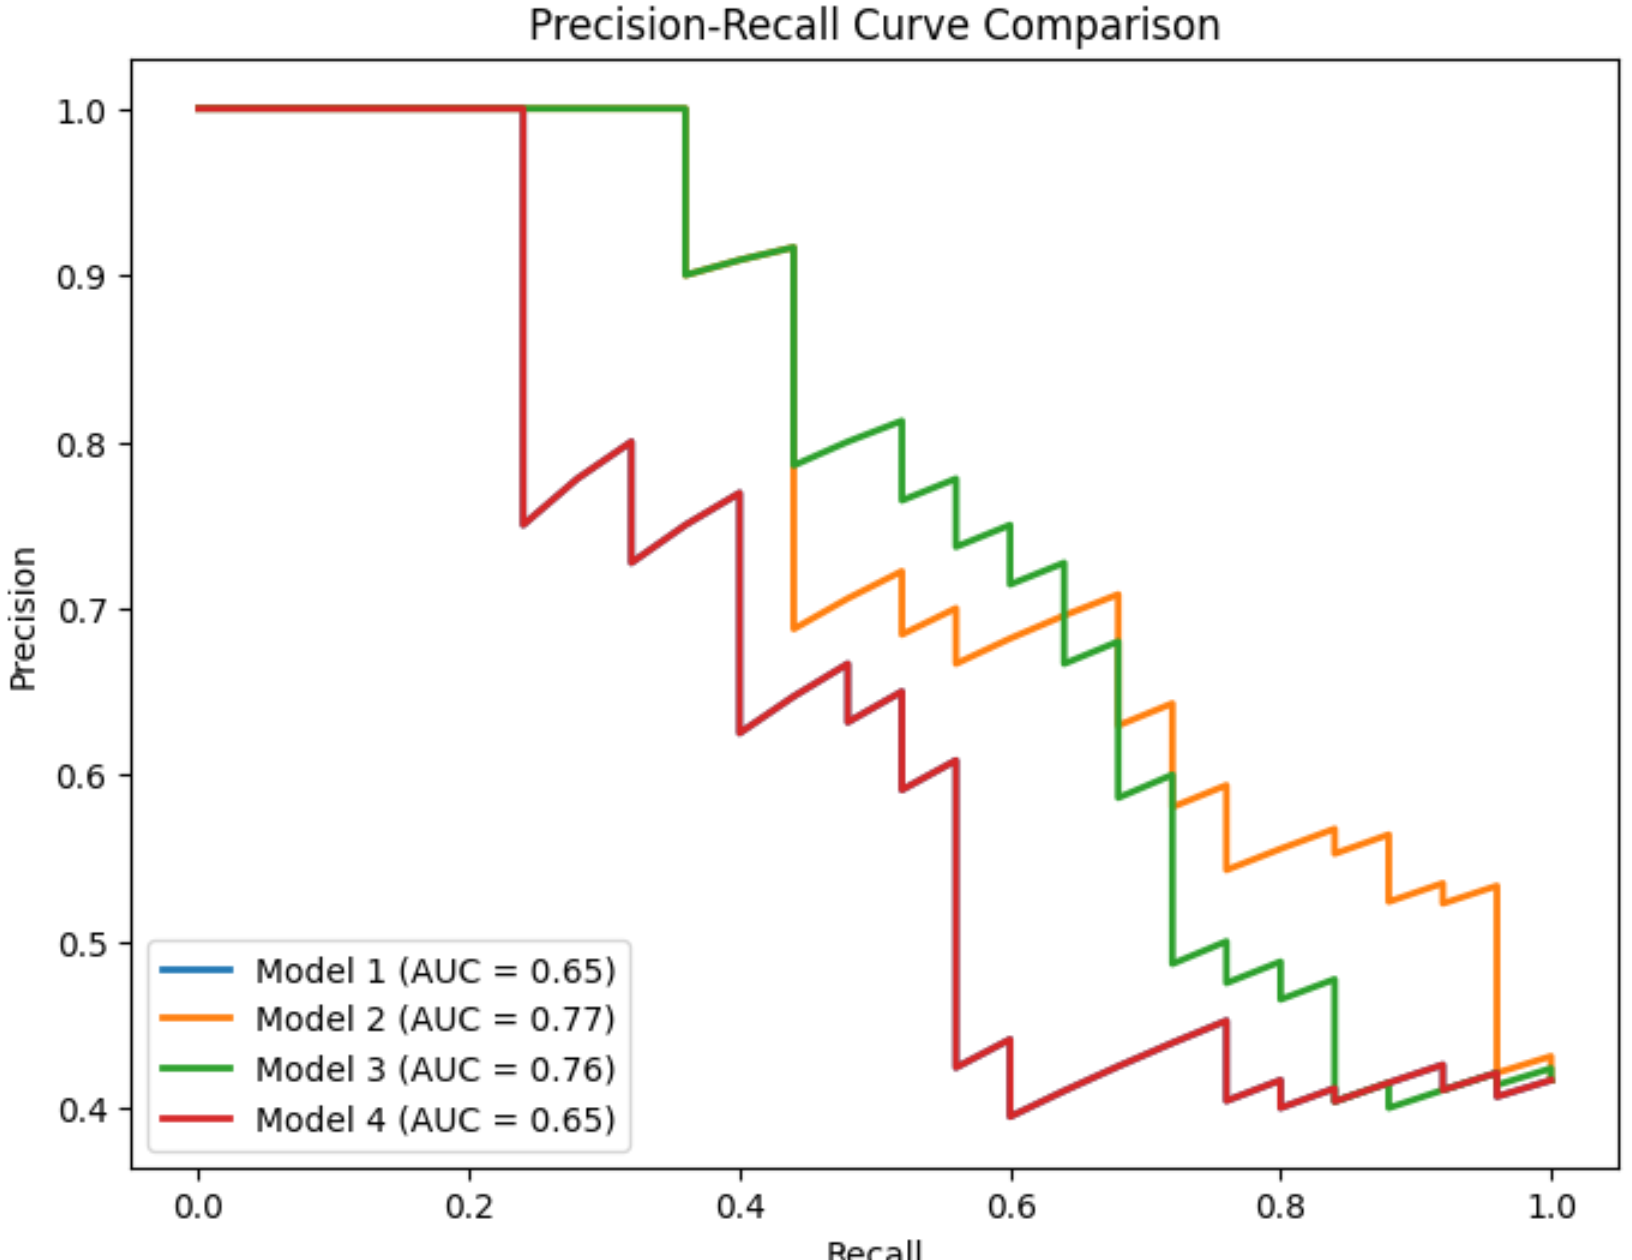 Precision-Recall Curve Comparison
1.0
0.9
0.8
0.7
0.6
0.5
0.4
Precision
Model 1 (AUC = 0.65)
Model 2 (AUC = 0.77)
Model 3 (AUC = 0.76)
Model 4 (AUC = 0.65)
0.0 0.2 0.4 0.6 0.8 1.0
Recall